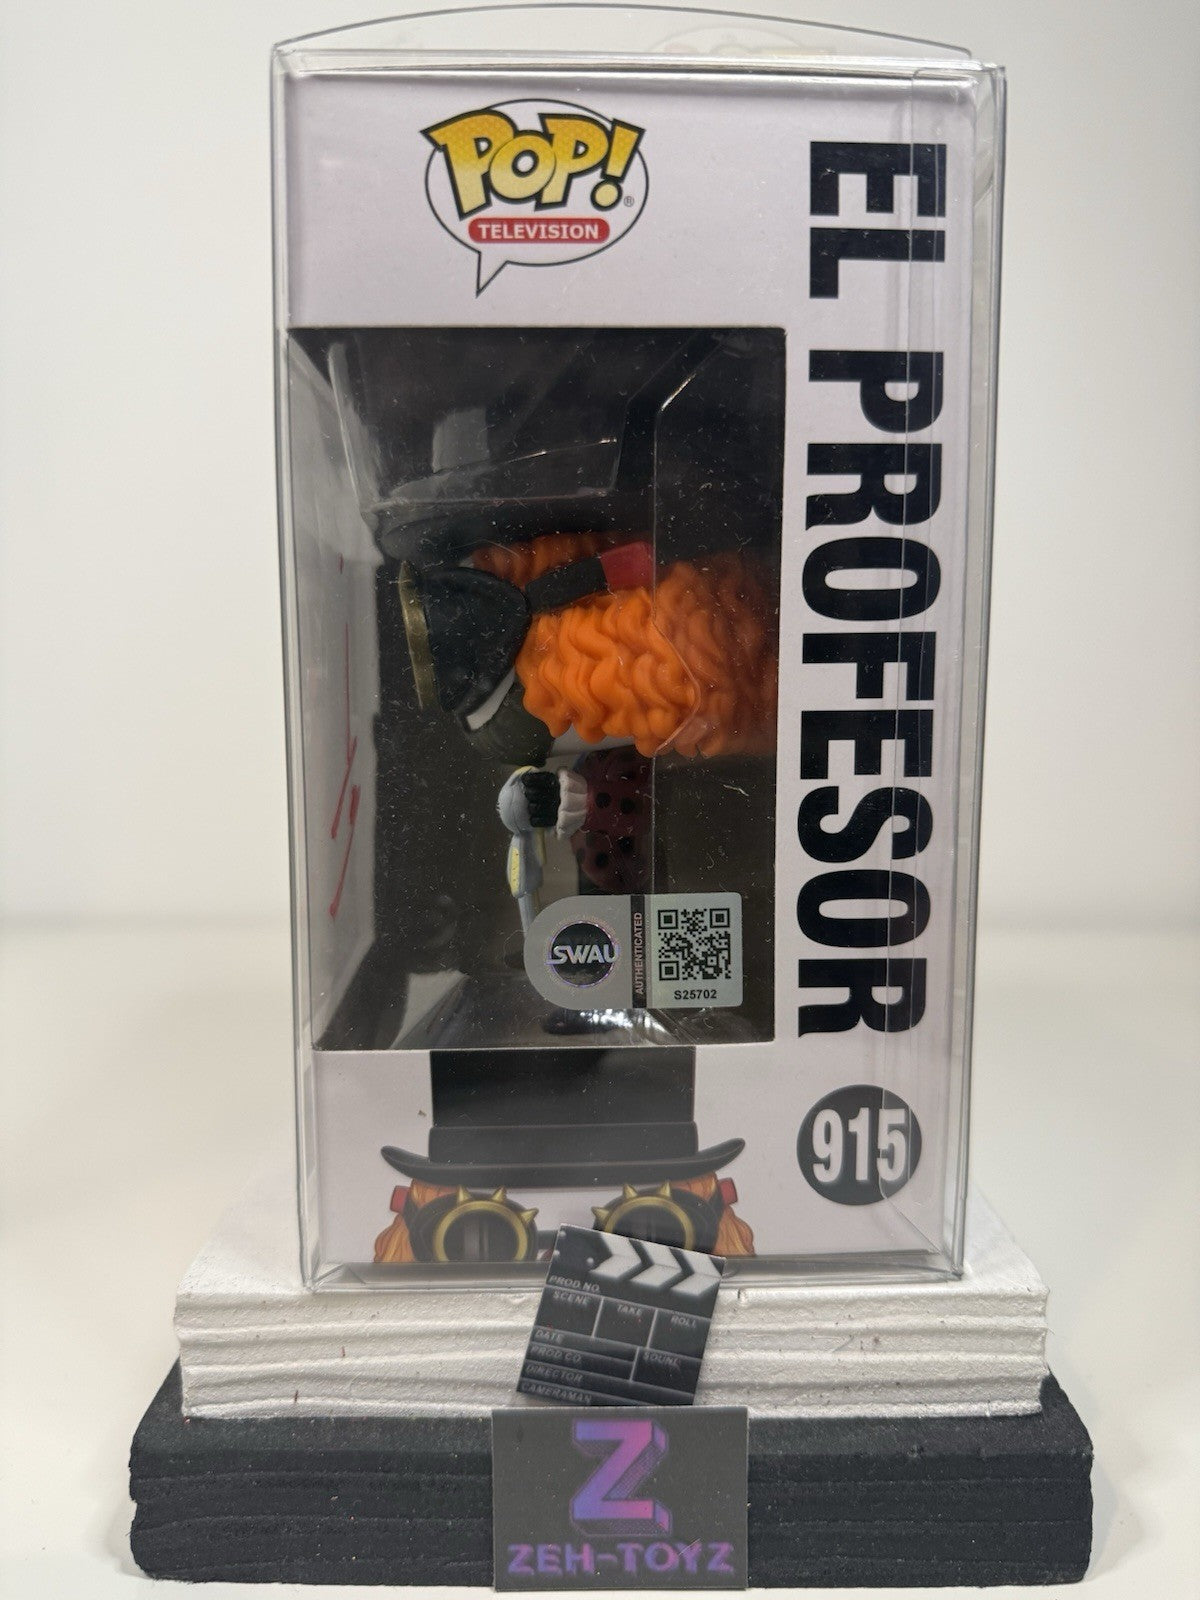 POP!®
TELEVISION
EL PROFESOR
915
SWAU
AUTHENTICATED
S25702
PROD.NO.
SCENE
TAKE
ROLL
DATE
SOUND
PROD.CO.
DIRECTOR
CAMERAMAN
Z
ZEH-TOYZ